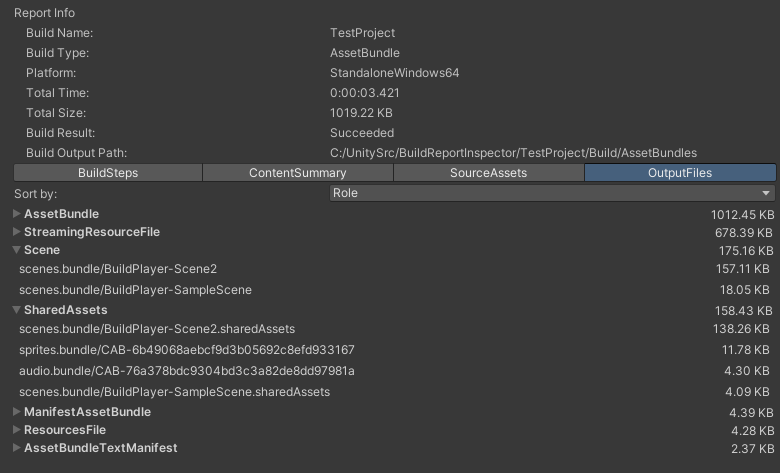 Report Info
Build Name: TestProject
Build Type: AssetBundle
Platform: StandaloneWindows64
Total Time: 0:00:03.421
Total Size: 1019.22 KB
Build Result: Succeeded
Build Output Path: C:/UnitySrc/BuildReportInspector/TestProject/Build/AssetBundles
BuildSteps ContentSummary SourceAssets OutputFiles
Sort by: Role
AssetBundle 1012.45 KB
StreamingResourceFile 678.39 KB
Scene 175.16 KB
scenes.bundle/BuildPlayer-Scene2 157.11 KB
scenes.bundle/BuildPlayer-SampleScene 18.05 KB
SharedAssets 158.43 KB
scenes.bundle/BuildPlayer-Scene2.sharedAssets 138.26 KB
sprites.bundle/CAB-6b49068aebcf9d3b05692c8efd933167 11.78 KB
audio.bundle/CAB-76a378bdc9304bd3c3a82de8dd97981a 4.30 KB
scenes.bundle/BuildPlayer-SampleScene.sharedAssets 4.09 KB
ManifestAssetBundle 4.39 KB
ResourcesFile 4.28 KB
AssetBundleTextManifest 2.37 KB